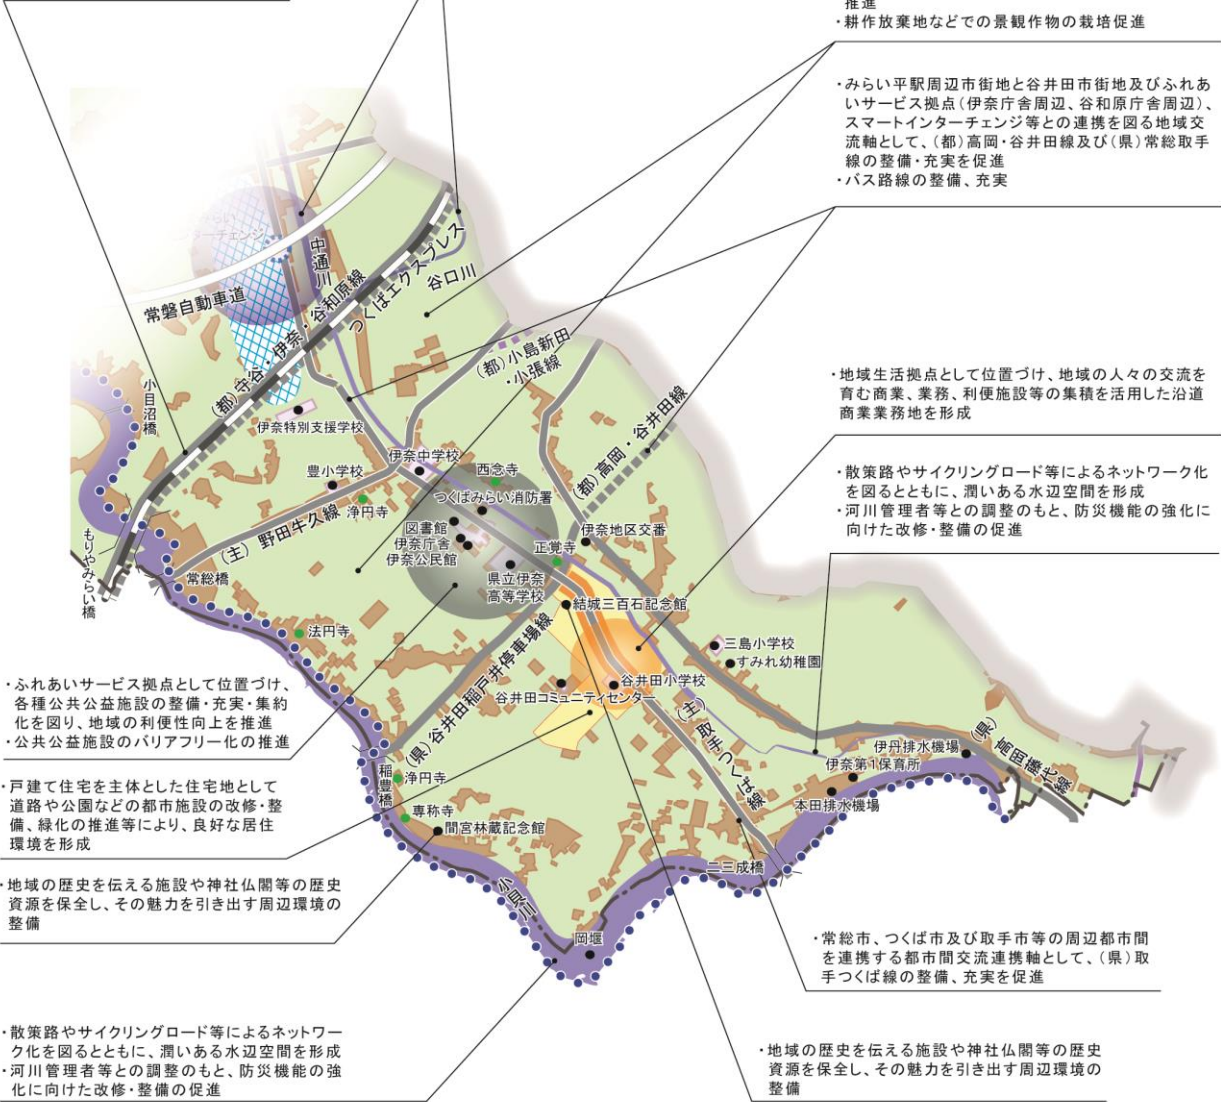 推進
・耕作放棄地などでの景観作物の栽培促進
・みらい平駅周辺市街地と谷井田市街地及びふれあ
いサービス拠点（伊奈庁舎周辺、谷和原庁舎周辺）、
スマートインターチェンジ等との連携を図る地域交
流軸として、（都）高岡・谷井田線及び（県）常総取手
線の整備・充実を促進
・バス路線の整備、充実
中通川
つくばエクスプレス
谷口川
常磐自動車道
（都）守谷・伊奈・谷和原線
（都）小島新田
・小張線
小目沼橋
伊奈特別支援学校
（都）高岡・谷井田線
・地域生活拠点として位置づけ、地域の人々の交流を
育む商業、業務、利便施設等の集積を活用した沿道
商業業務地を形成
伊奈中学校
豊小学校
西念寺
つくばみらい消防署
浄円寺
（主）野田牛久線
図書館
伊奈庁舎
伊奈公民館
正覚寺
伊奈地区交番
・散策路やサイクリングロード等によるネットワーク化
を図るとともに、潤いある水辺空間を形成
・河川管理者等との調整のもと、防災機能の強化に
向けた改修・整備の促進
もりやみらい橋
常総橋
県立伊奈
高等学校
結城三百石記念館
法円寺
三島小学校
すみれ幼稚園
（県）谷井田稲戸井停車場線
谷井田小学校
谷井田コミュニティセンター
・ふれあいサービス拠点として位置づけ、
各種公共公益施設の整備・充実・集約
化を図り、地域の利便性向上を推進
・公共公益施設のバリアフリー化の推進
（主）取手つくば線
伊丹排水機場
（県）高岡藤代線
伊奈第1保育所
本田排水機場
稲豊橋
浄円寺
専称寺
間宮林蔵記念館
・戸建て住宅を主体とした住宅地として
道路や公園などの都市施設の改修・整
備、緑化の推進等により、良好な居住
環境を形成
二三成橋
小貝川
・地域の歴史を伝える施設や神社仏閣等の歴史
資源を保全し、その魅力を引き出す周辺環境の
整備
岡堰
・常総市、つくば市及び取手市等の周辺都市間
を連携する都市間交流連携軸として、（県）取
手つくば線の整備、充実を促進
・散策路やサイクリングロード等によるネットワー
ク化を図るとともに、潤いある水辺空間を形成
・河川管理者等との調整のもと、防災機能の強
化に向けた改修・整備の促進
・地域の歴史を伝える施設や神社仏閣等の歴史
資源を保全し、その魅力を引き出す周辺環境の
整備